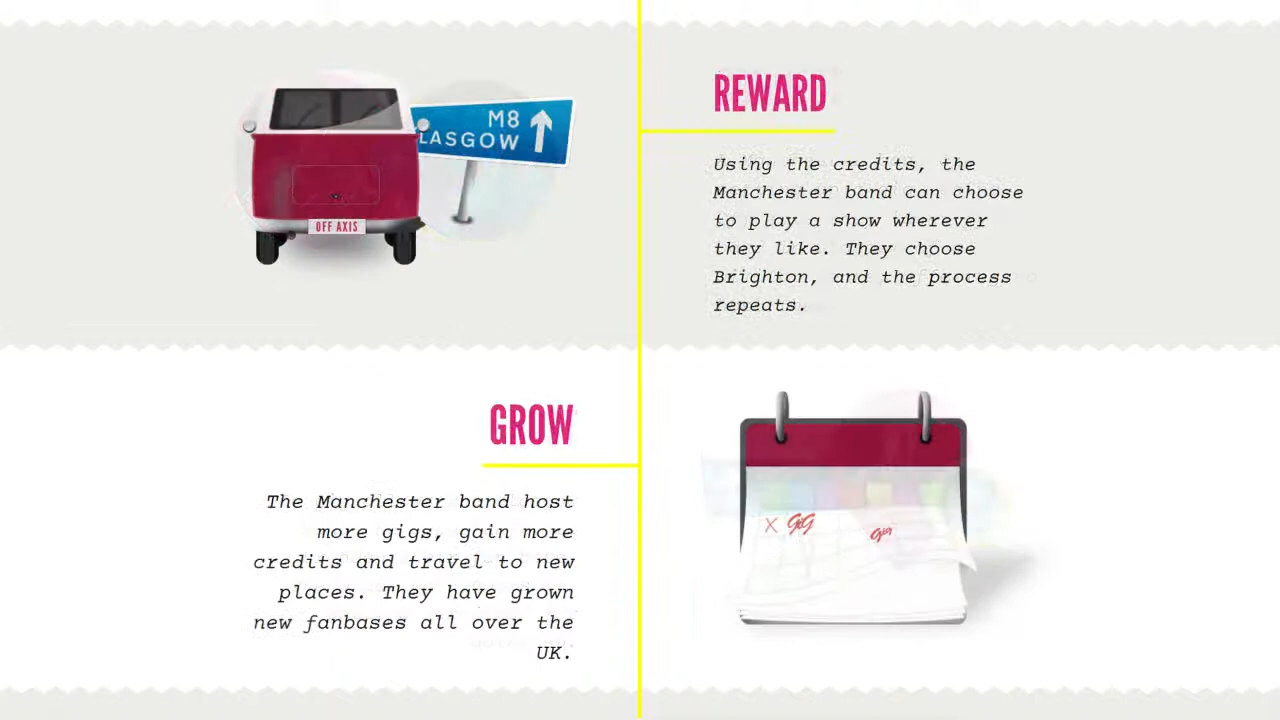 M8
LASGOW
OFF AXIS
REWARD
Using the credits, the
Manchester band can choose
to play a show wherever
they like. They choose
Brighton, and the process
repeats.
GROW
The Manchester band host
more gigs, gain more
credits and travel to new
places. They have grown
new fanbases all over the
UK.
X GiG
Gig